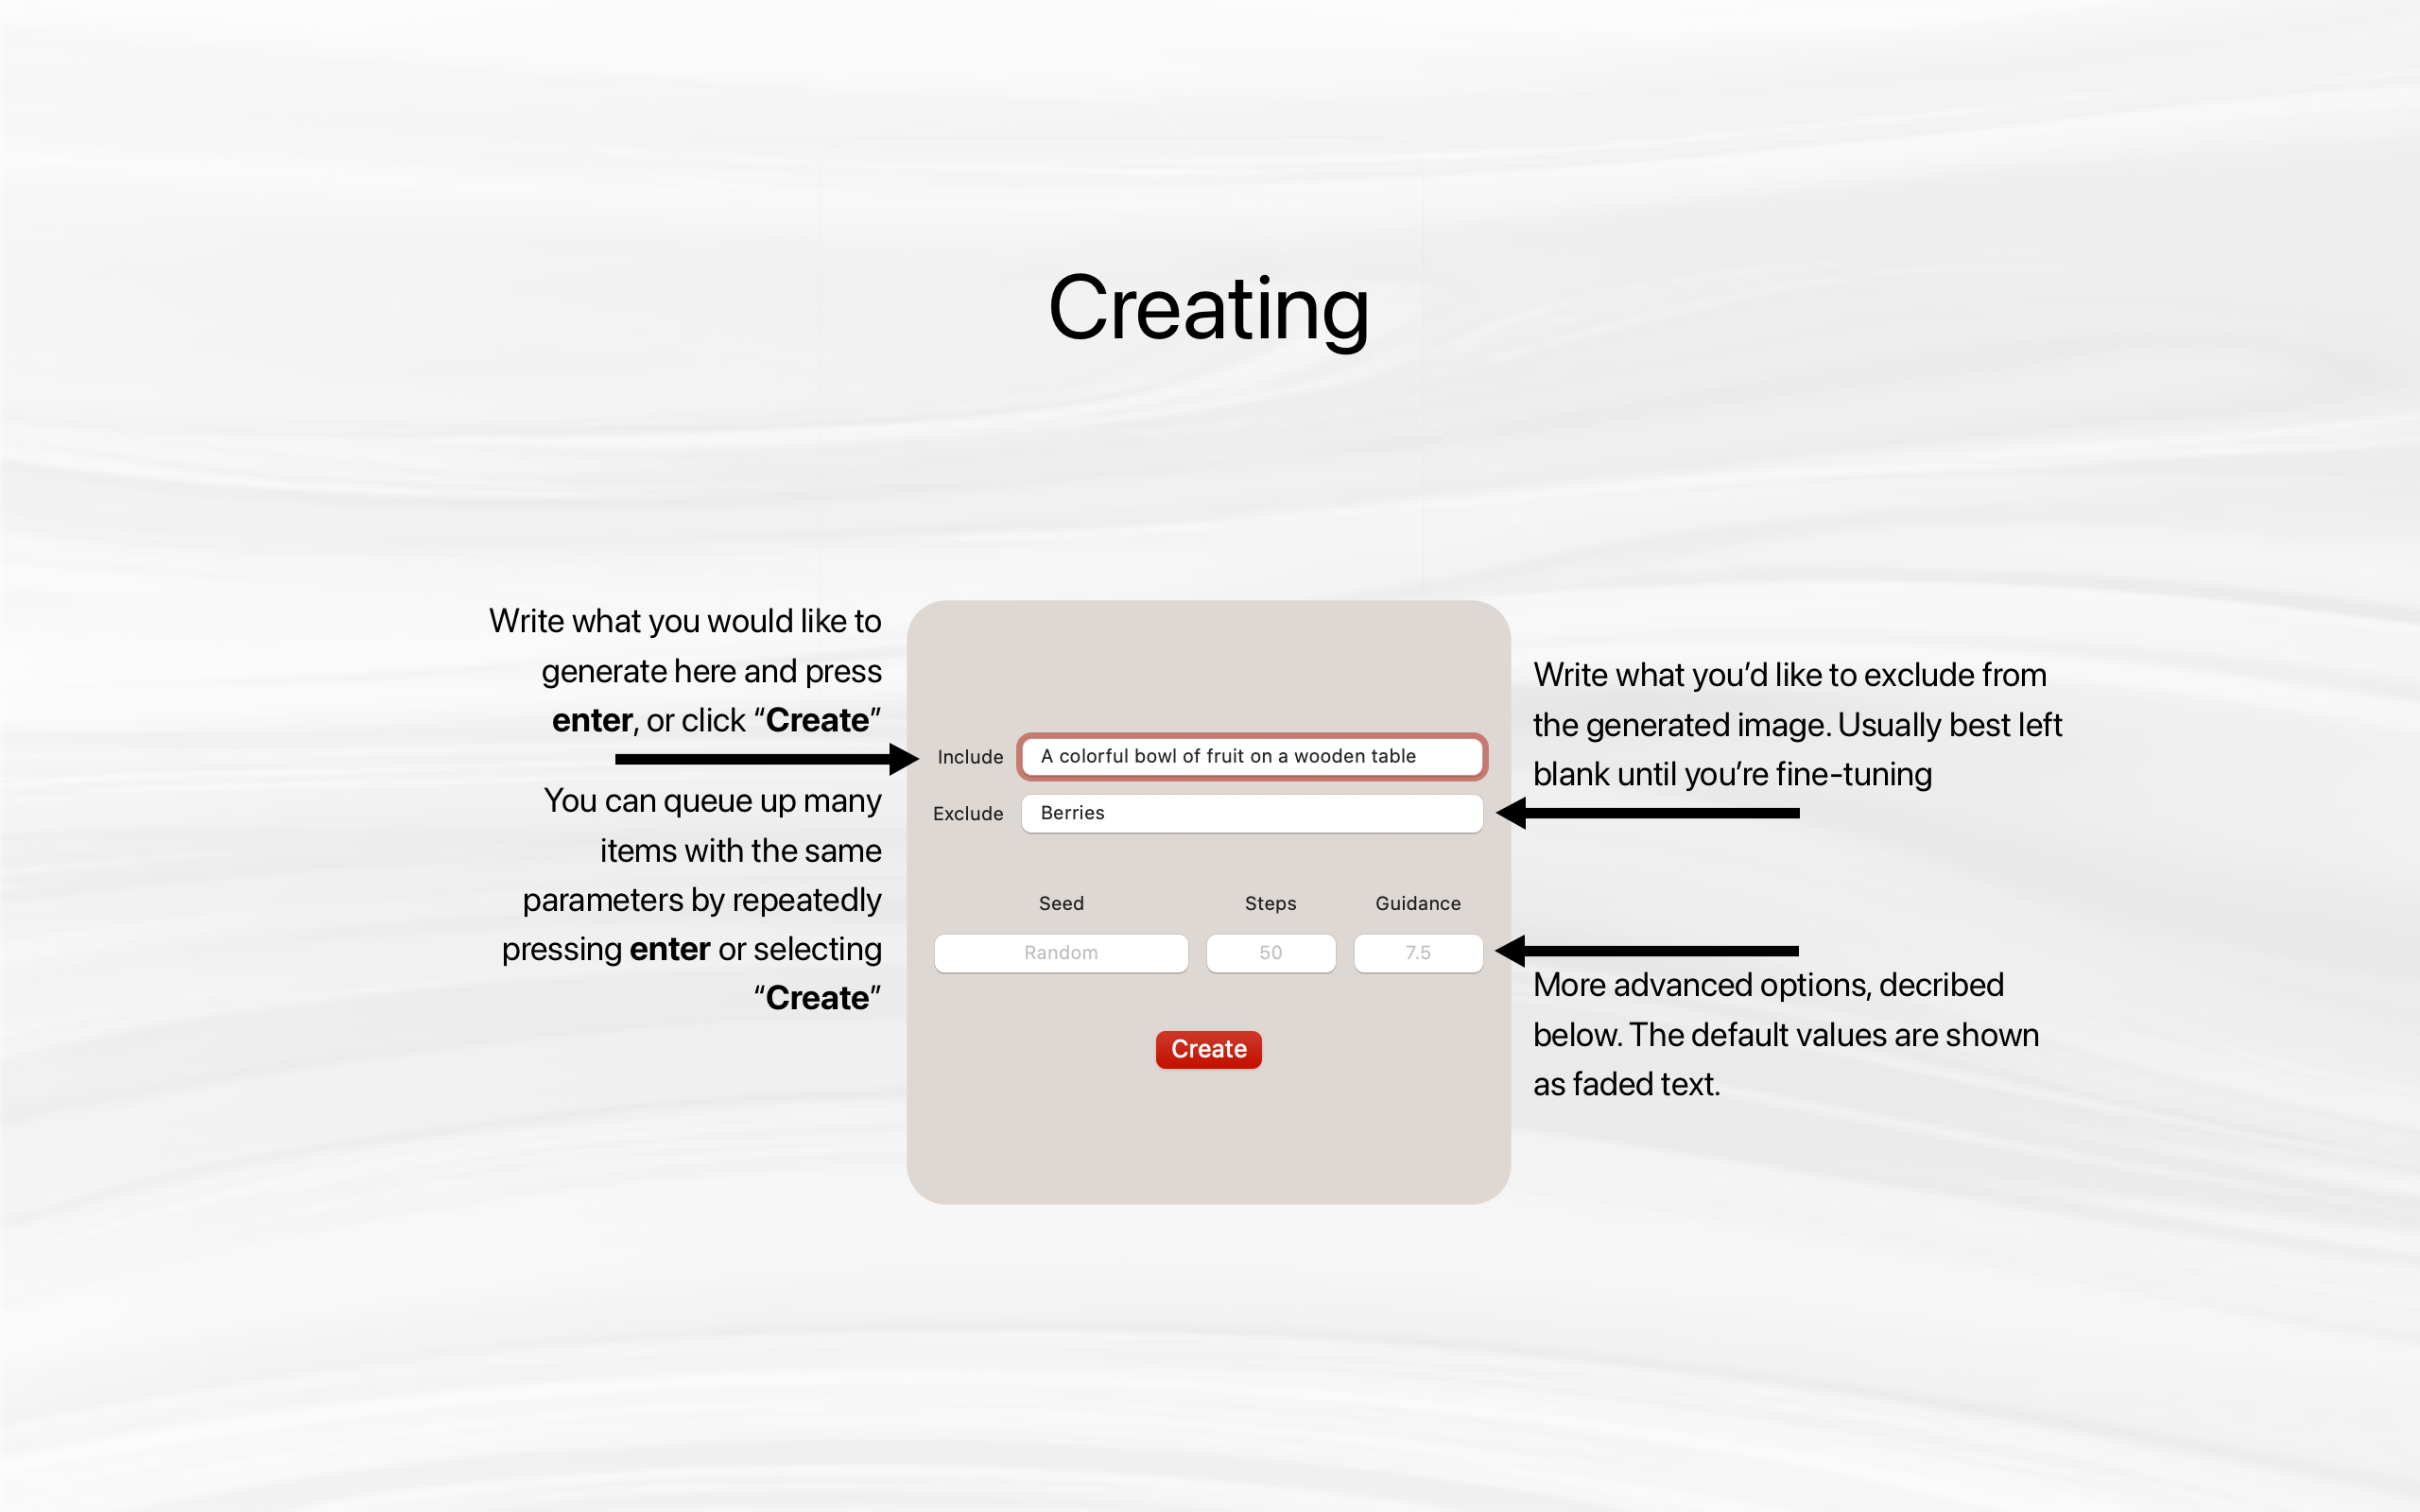 Creating
Write what you would like to
generate here and press
enter, or click “Create”
You can queue up many
items with the same
parameters by repeatedly
pressing enter or selecting
“Create”
Include
A colorful bowl of fruit on a wooden table
Exclude
Berries
Seed
Steps
Guidance
Random
50
7.5
Create
Write what you’d like to exclude from
the generated image. Usually best left
blank until you’re fine-tuning
More advanced options, decribed
below. The default values are shown
as faded text.